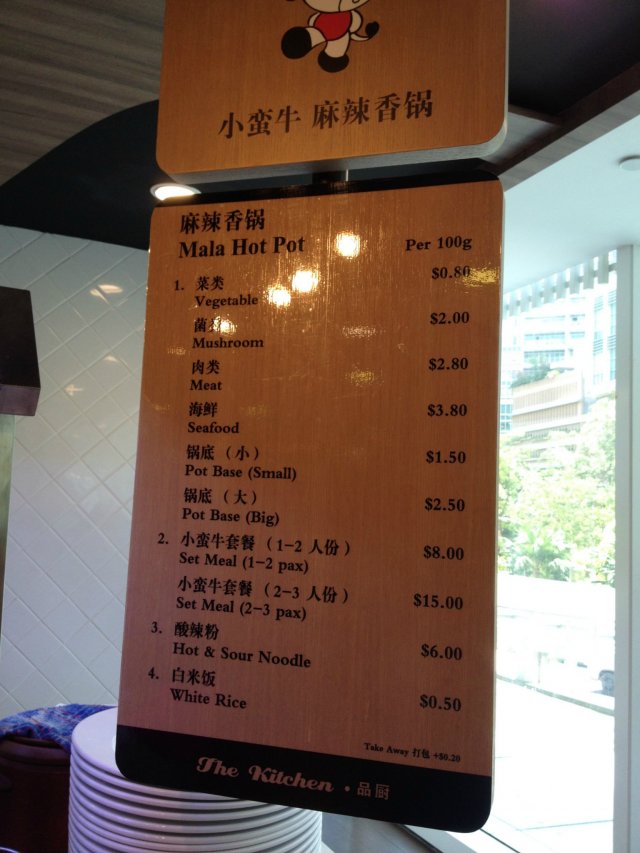 小蛮牛 麻辣香锅
麻辣香锅
Mala Hot Pot Per 100g
1. 菜类 $0.80
Vegetable
菌 $2.00
Mushroom
肉类 $2.80
Meat
海鲜 $3.80
Seafood
锅底（小） $1.50
Pot Base (Small)
锅底（大） $2.50
Pot Base (Big)
2. 小蛮牛套餐（1-2 人份） $8.00
Set Meal (1-2 pax)
小蛮牛套餐（2-3 人份） $15.00
Set Meal (2-3 pax)
3. 酸辣粉 $6.00
Hot & Sour Noodle
4. 白米饭 $0.50
White Rice
Take Away 打包 +$0.20
The Kitchen · 品厨